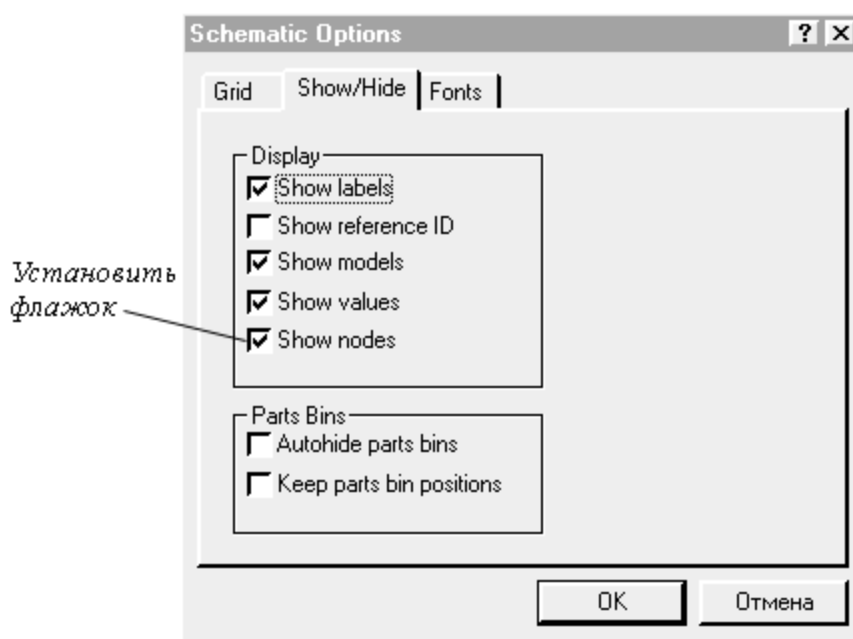 Schematic Options
Grid
Show/Hide
Fonts
Display
Show labels
Show reference ID
Show models
Show values
Show nodes
Установить
флажок
Parts Bins
Autohide parts bins
Keep parts bin positions
OK
Отмена